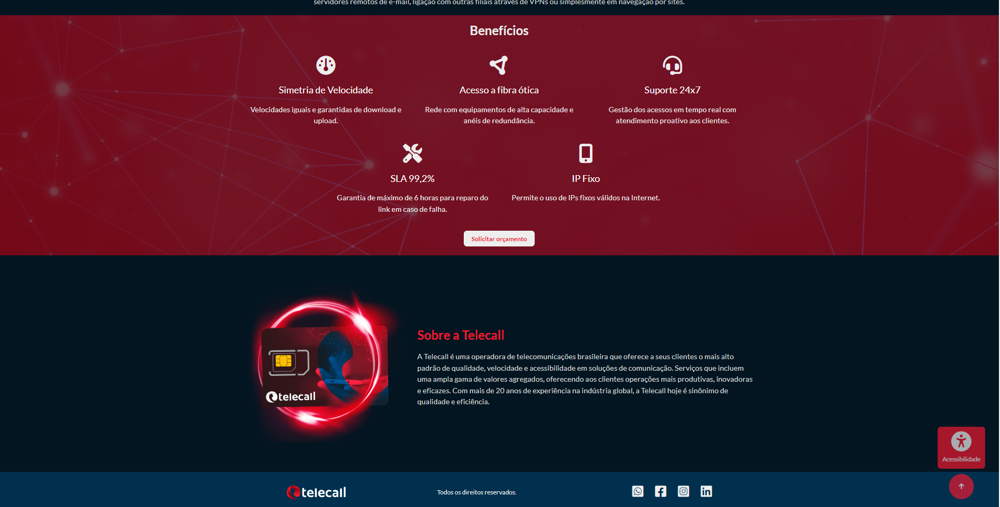 servidores remotos de e-mail, ligação com outras filiais através de VPNs ou simplesmente em navegação por sites.
Benefícios
Simetria de Velocidade
Velocidades iguais e garantidas de download e
upload.
Acesso a fibra ótica
Rede com equipamentos de alta capacidade e
anéis de redundância.
Suporte 24x7
Gestão dos acessos em tempo real com
atendimento proativo aos clientes.
SLA 99,2%
Garantia de máximo de 6 horas para reparo do
link em caso de falha.
IP Fixo
Permite o uso de IPs fixos válidos na Internet.
Solicitar orçamento
telecall
Sobre a Telecall
A Telecall é uma operadora de telecomunicações brasileira que oferece a seus clientes o mais alto
padrão de qualidade, velocidade e acessibilidade em soluções de comunicação. Serviços que incluem
uma ampla gama de valores agregados, oferecendo aos clientes operações mais produtivas, inovadoras
e eficazes. Com mais de 20 anos de experiência na indústria global, a Telecall hoje é sinônimo de
qualidade e eficiência.
Acessibilidade
telecall
Todos os direitos reservados.
in